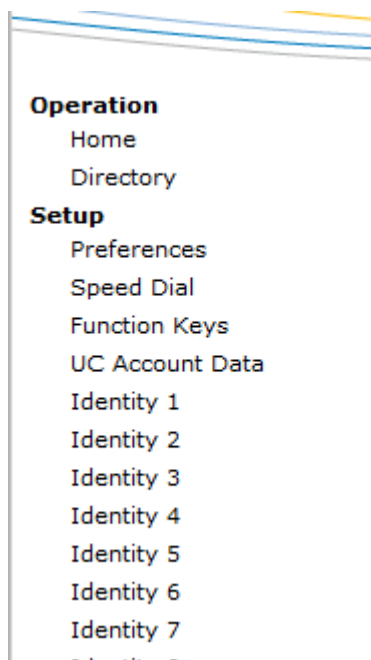 Operation
Home
Directory
Setup
Preferences
Speed Dial
Function Keys
UC Account Data
Identity 1
Identity 2
Identity 3
Identity 4
Identity 5
Identity 6
Identity 7